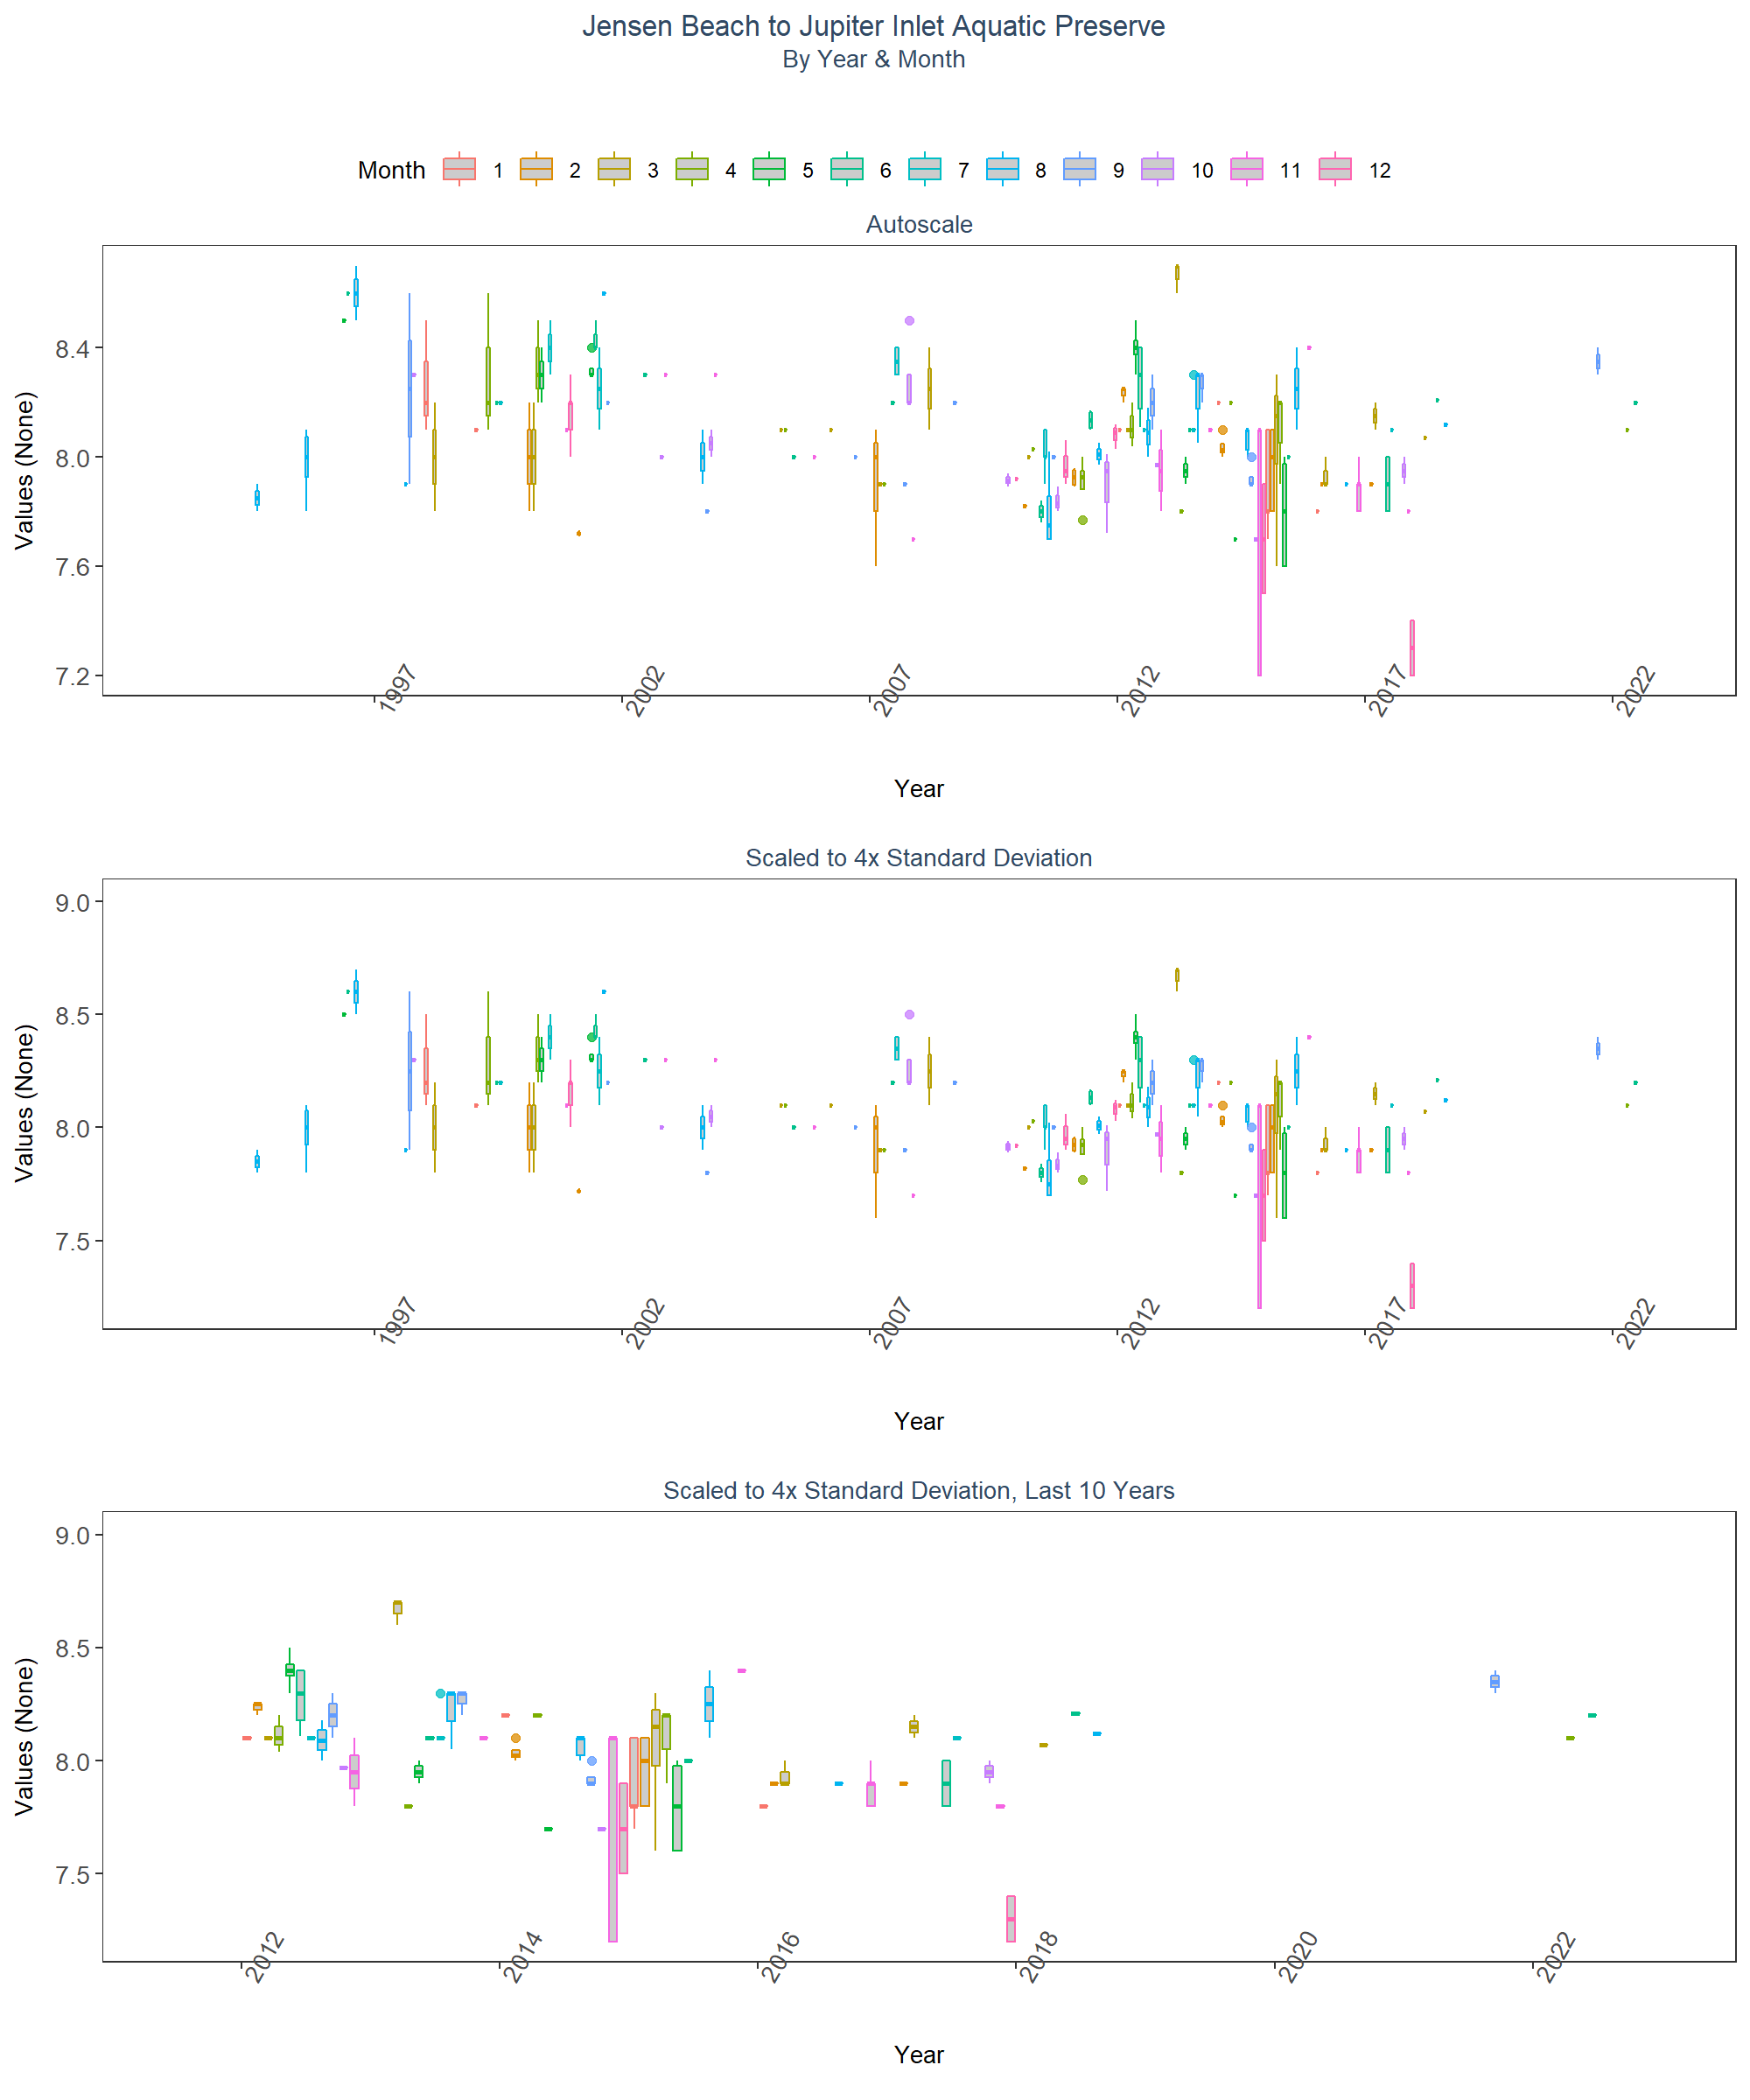 Jensen Beach to Jupiter Inlet Aquatic Preserve
By Year & Month
Month 1 2 3 4 5 6 7 8 9 10 11 12
Autoscale
Values (None)
8.4
8.0
7.6
7.2
1997 2002 2007 2012 2017 2022
Year
Scaled to 4x Standard Deviation
Values (None)
9.0
8.5
8.0
7.5
1997 2002 2007 2012 2017 2022
Year
Scaled to 4x Standard Deviation, Last 10 Years
Values (None)
9.0
8.5
8.0
7.5
2012 2014 2016 2018 2020 2022
Year